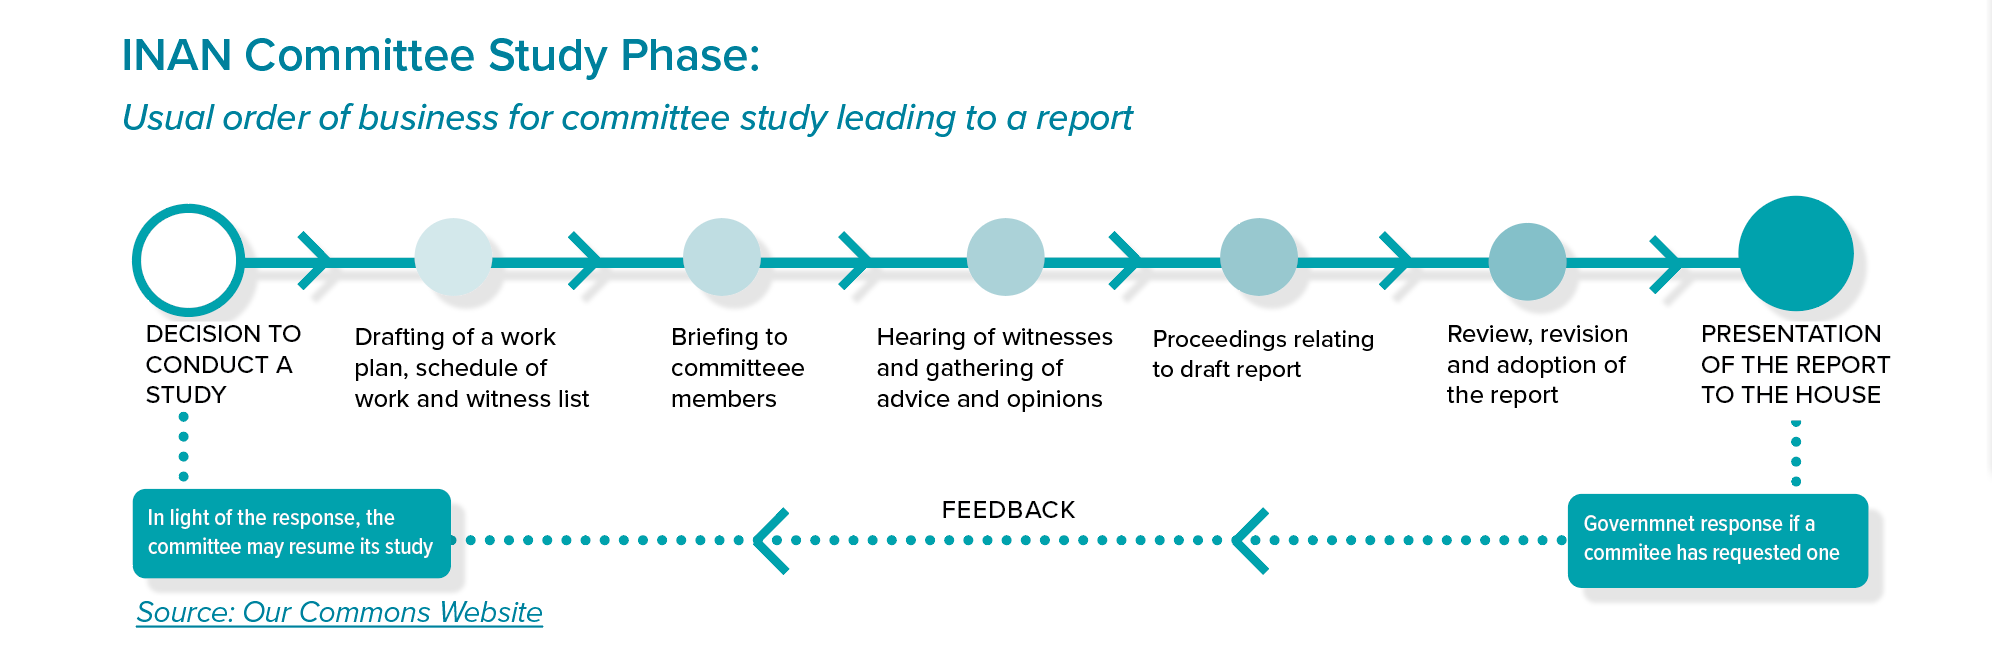 INAN Committee Study Phase:
Usual order of business for committee study leading to a report
DECISION TO
CONDUCT A
STUDY
Drafting of a work
plan, schedule of
work and witness list
Briefing to
committeee
members
Hearing of witnesses
and gathering of
advice and opinions
Proceedings relating
to draft report
Review, revision
and adoption of
the report
PRESENTATION
OF THE REPORT
TO THE HOUSE
In light of the response, the
committee may resume its study
FEEDBACK
Governmnet response if a
commitee has requested one
Source: Our Commons Website